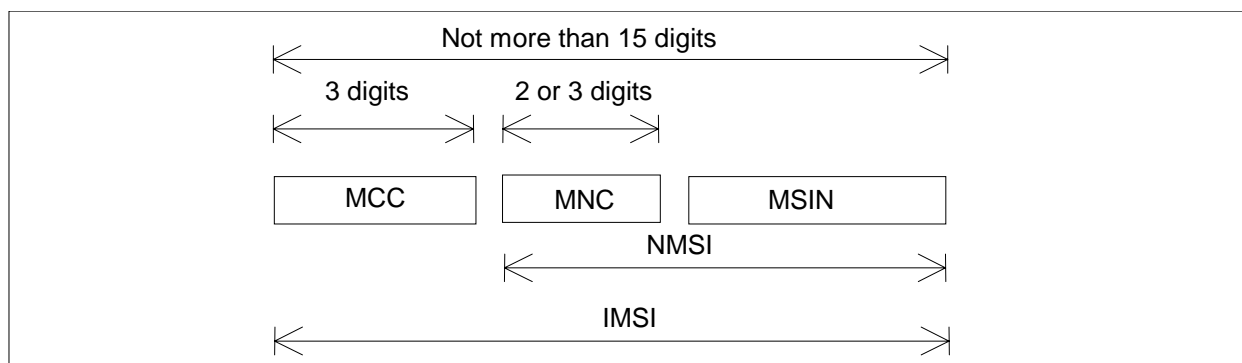 Not more than 15 digits
3 digits
2 or 3 digits
MCC
MNC
MSIN
NMSI
IMSI